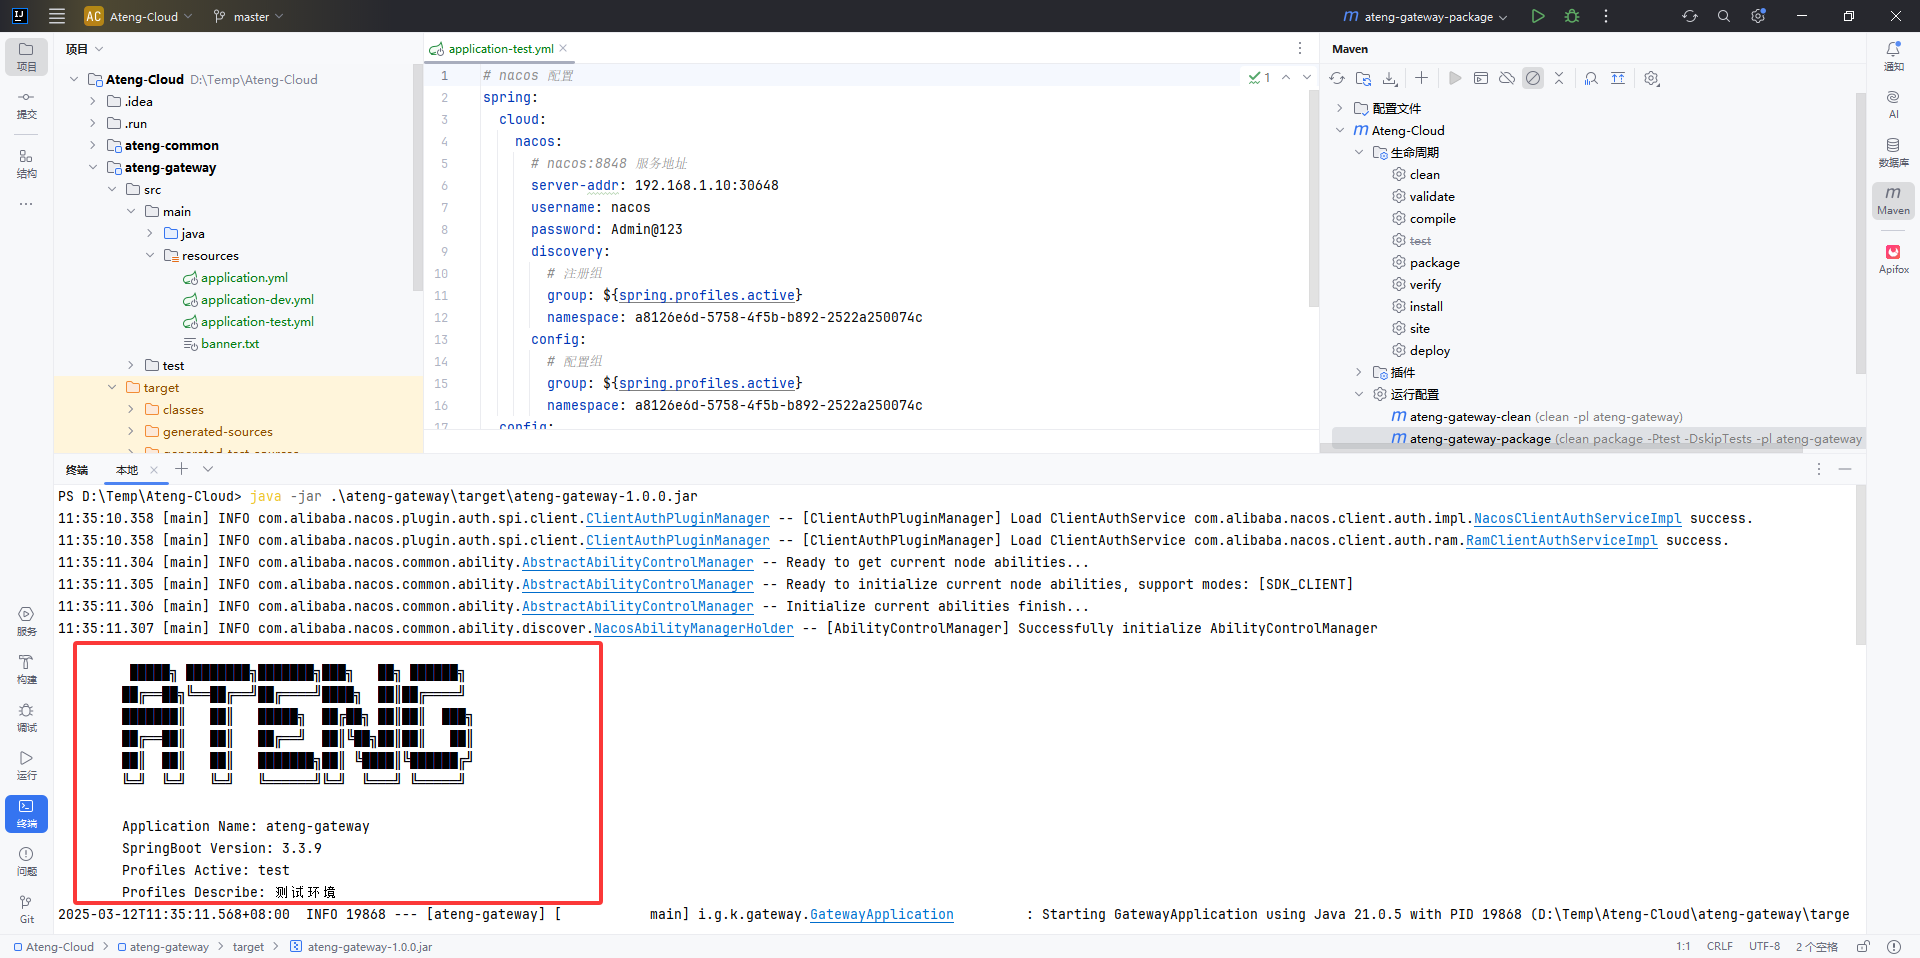 AC Ateng-Cloud master ateng-gateway-package
项目
提交
结构
服务
构建
调试
运行
终端
问题
Git
项目
Ateng-Cloud D:\Temp\Ateng-Cloud
.idea
.run
ateng-common
ateng-gateway
src
main
java
resources
application.yml
application-dev.yml
application-test.yml
banner.txt
test
target
classes
generated-sources
generated-test-sources
application-test.yml
1
1 # nacos 配置
2 spring:
3 cloud:
4 nacos:
5 # nacos:8848 服务地址
6 server-addr: 192.168.1.10:30648
7 username: nacos
8 password: Admin@123
9 discovery:
10 # 注册组
11 group: ${spring.profiles.active}
12 namespace: a8126e6d-5758-4f5b-b892-2522a250074c
13 config:
14 # 配置组
15 group: ${spring.profiles.active}
16 namespace: a8126e6d-5758-4f5b-b892-2522a250074c
17 config:
Maven
配置文件
Ateng-Cloud
生命周期
clean
validate
compile
test
package
verify
install
site
deploy
插件
运行配置
ateng-gateway-clean (clean -pl ateng-gateway)
ateng-gateway-package (clean package -Ptest -DskipTests -pl ateng-gateway
通知
AI
数据库
Maven
Apifox
终端 本地
PS D:\Temp\Ateng-Cloud> java -jar .\ateng-gateway\target\ateng-gateway-1.0.0.jar
11:35:10.358 [main] INFO com.alibaba.nacos.plugin.auth.spi.client.ClientAuthPluginManager -- [ClientAuthPluginManager] Load ClientAuthService com.alibaba.nacos.client.auth.impl.NacosClientAuthServiceImpl success.
11:35:10.358 [main] INFO com.alibaba.nacos.plugin.auth.spi.client.ClientAuthPluginManager -- [ClientAuthPluginManager] Load ClientAuthService com.alibaba.nacos.client.auth.ram.RamClientAuthServiceImpl success.
11:35:11.304 [main] INFO com.alibaba.nacos.common.ability.AbstractAbilityControlManager -- Ready to get current node abilities...
11:35:11.305 [main] INFO com.alibaba.nacos.common.ability.AbstractAbilityControlManager -- Ready to initialize current node abilities, support modes: [SDK_CLIENT]
11:35:11.306 [main] INFO com.alibaba.nacos.common.ability.AbstractAbilityControlManager -- Initialize current abilities finish...
11:35:11.307 [main] INFO com.alibaba.nacos.common.ability.discover.NacosAbilityManagerHolder -- [AbilityControlManager] Successfully initialize AbilityControlManager
ATENG
Application Name: ateng-gateway
SpringBoot Version: 3.3.9
Profiles Active: test
Profiles Describe: 测试环境
2025-03-12T11:35:11.568+08:00 INFO 19868 --- [ateng-gateway] [ main] i.g.k.gateway.GatewayApplication : Starting GatewayApplication using Java 21.0.5 with PID 19868 (D:\Temp\Ateng-Cloud\ateng-gateway\targe
Ateng-Cloud > ateng-gateway > target > ateng-gateway-1.0.0.jar
1:1 CRLF UTF-8 2 个空格